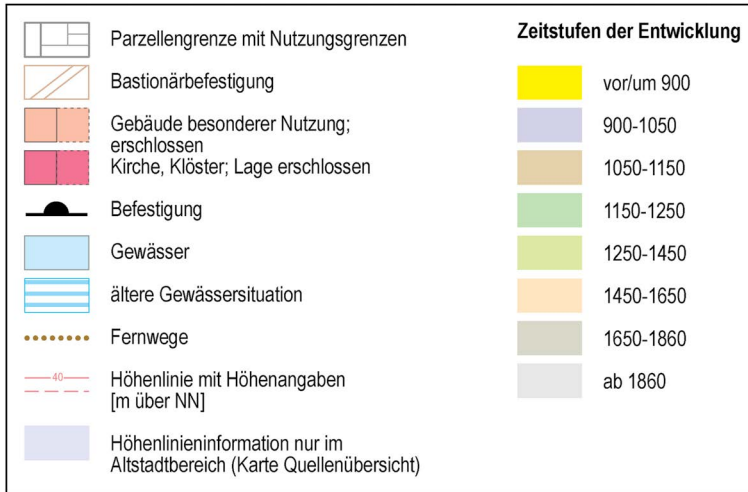 Parzellengrenze mit Nutzungsgrenzen
Bastionärbefestigung
Gebäude besonderer Nutzung;
erschlossen
Kirche, Klöster; Lage erschlossen
Befestigung
Gewässer
ältere Gewässersituation
Fernwege
40
Höhenlinie mit Höhenangaben
[m über NN]
Höhenlinieninformation nur im
Altstadtbereich (Karte Quellenübersicht)
Zeitstufen der Entwicklung
vor/um 900
900-1050
1050-1150
1150-1250
1250-1450
1450-1650
1650-1860
ab 1860